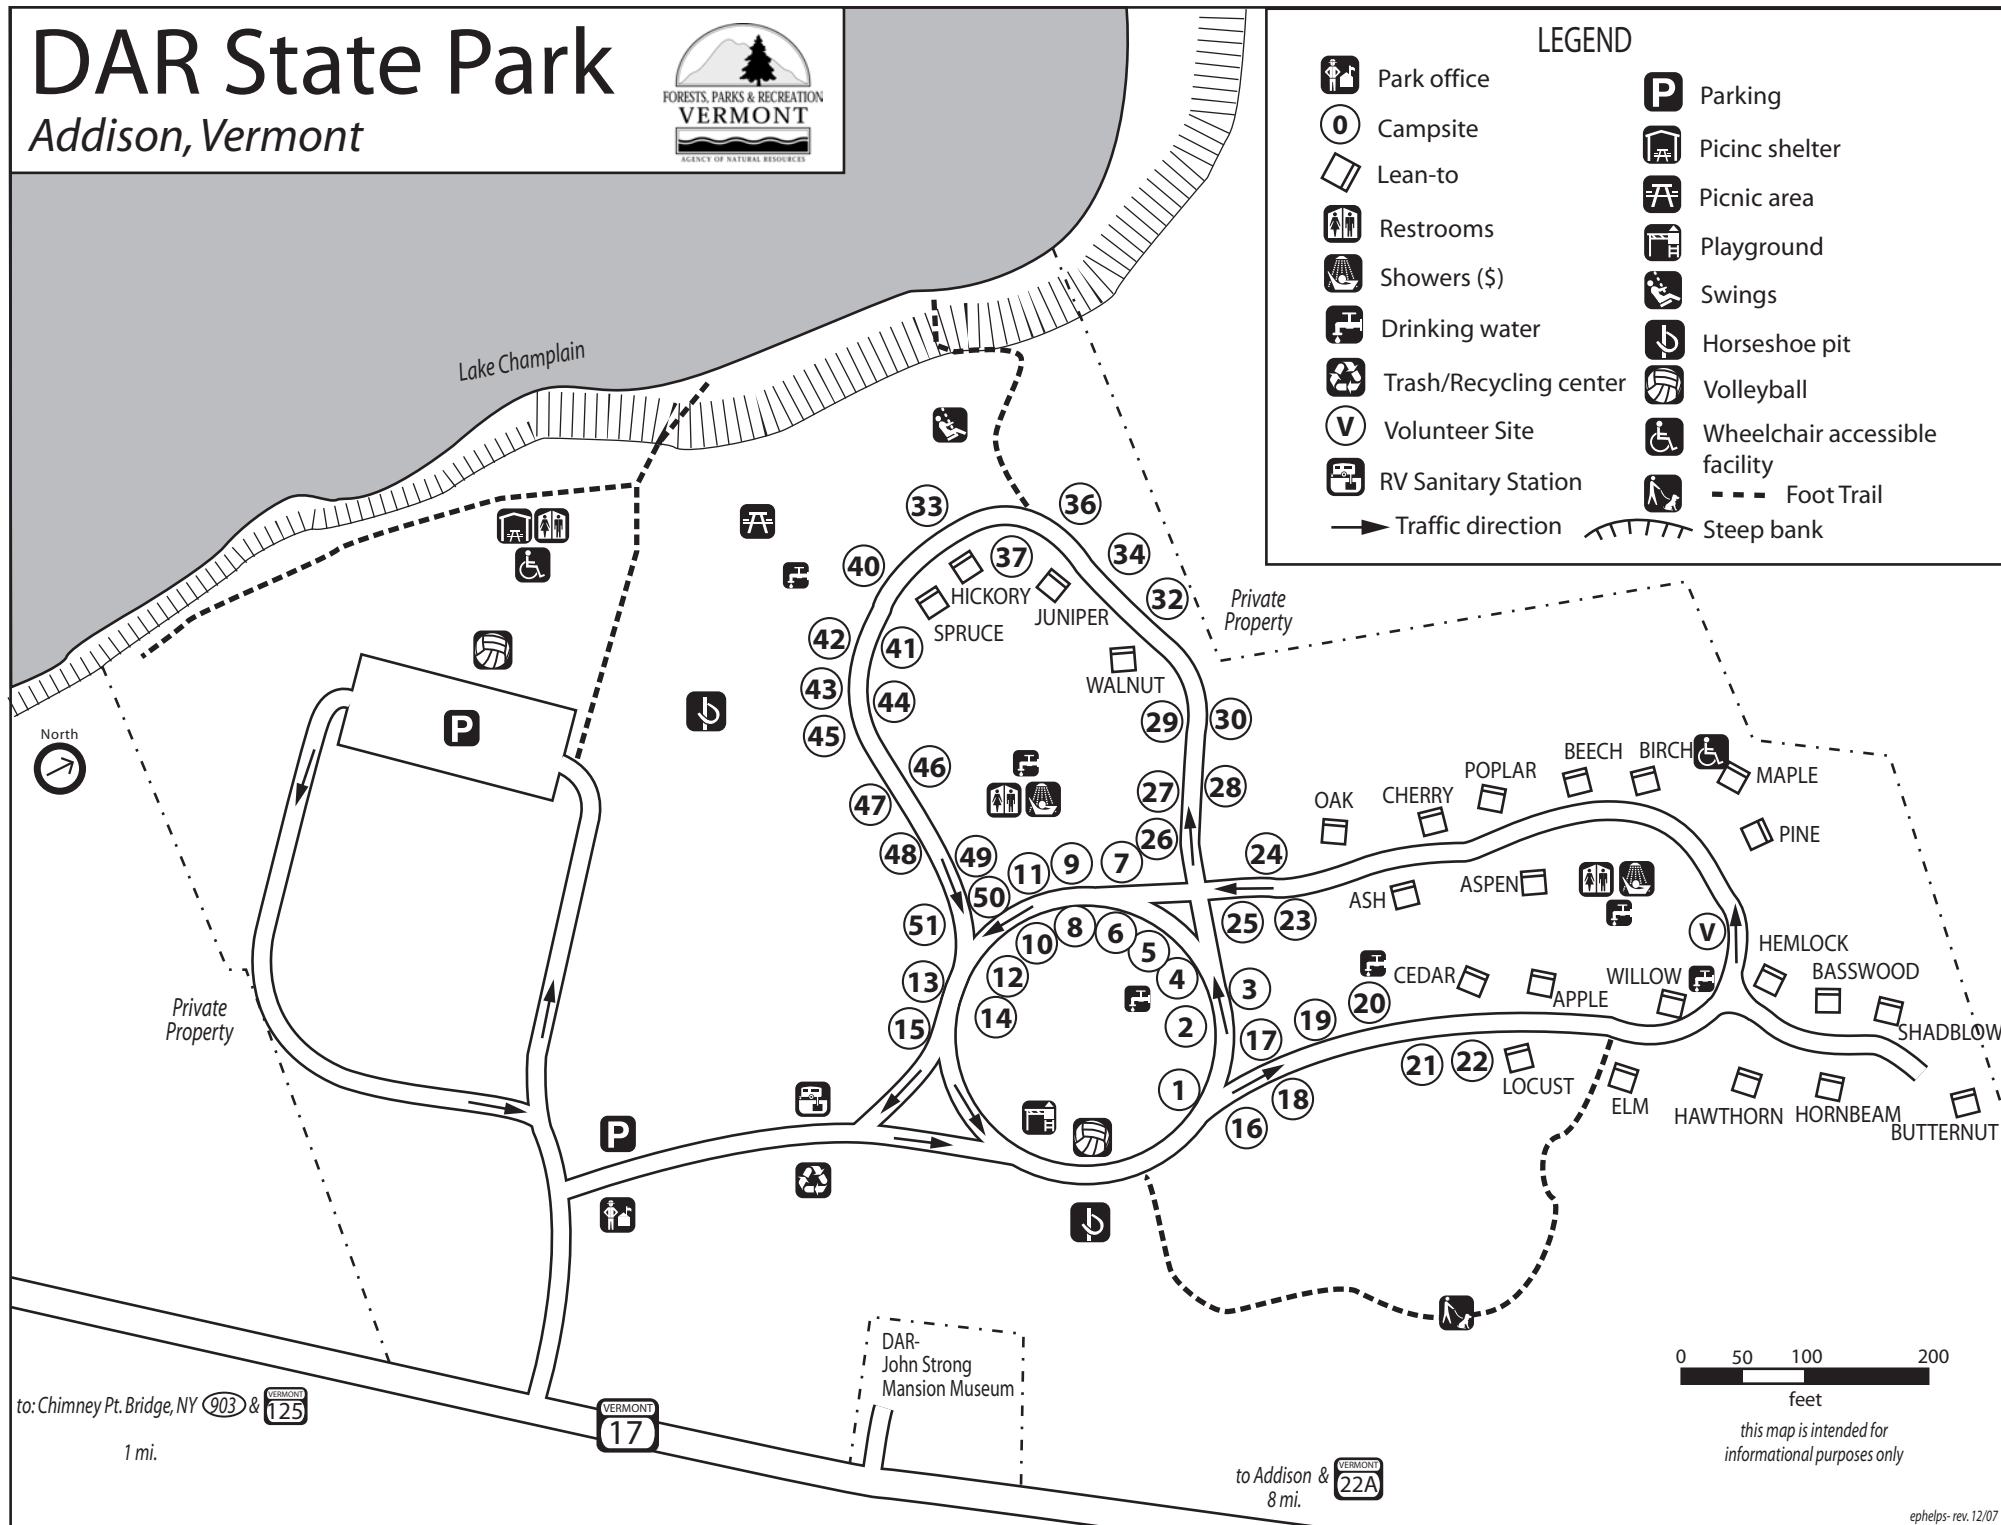 DAR State Park
Addison, Vermont
FORESTS, PARKS & RECREATION
VERMONT
AGENCY OF NATURAL RESOURCES
LEGEND
Park office
0 Campsite
Lean-to
Restrooms
Showers ($)
Drinking water
Trash/Recycling center
V Volunteer Site
RV Sanitary Station
Traffic direction
P Parking
Picinc shelter
Picnic area
Playground
Swings
Horseshoe pit
Volleyball
Wheelchair accessible
facility
Foot Trail
Steep bank
Lake Champlain
North
33
36
40
37
34
HICKORY
32
JUNIPER
SPRUCE
Private
Property
42
41
WALNUT
43
44
29
30
45
46
P
47
27
28
48
49
26
24
11
9
7
50
51
10
8
6
5
25
23
13
12
4
3
15
14
2
17
19
20
1
18
16
21
22
OAK
CHERRY
POPLAR
BEECH
BIRCH
MAPLE
PINE
ASH
ASPEN
V
HEMLOCK
BASSWOOD
CEDAR
APPLE
WILLOW
SHADBLOW
LOCUST
ELM
HAWTHORN
HORNBEAM
BUTTERNUT
Private
Property
P
DAR-
John Strong
Mansion Museum
to: Chimney Pt. Bridge, NY 903 & VERMONT 125
1 mi.
VERMONT
17
to Addison & VERMONT 22A
8 mi.
0 50 100 200
feet
this map is intended for
informational purposes only
ephelps- rev. 12/07